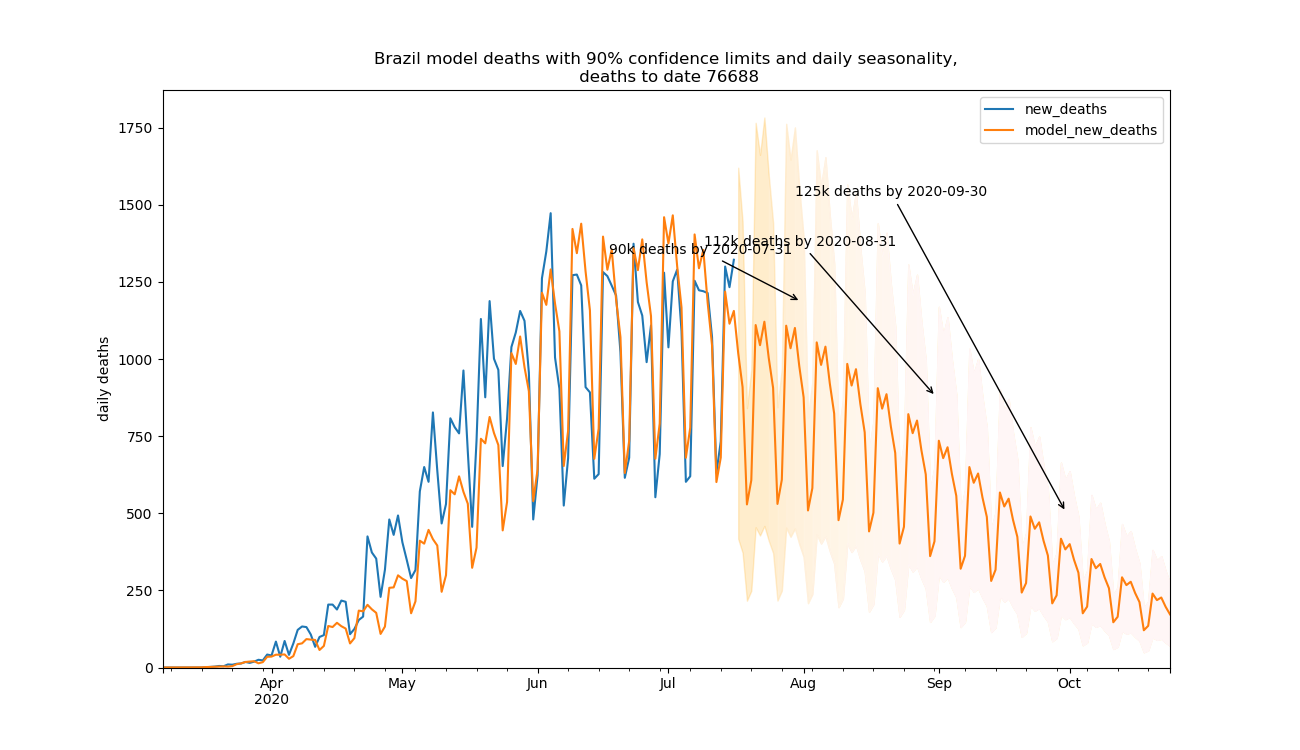 Brazil model deaths with 90% confidence limits and daily seasonality,
deaths to date 76688
new_deaths
model_new_deaths
125k deaths by 2020-09-30
112k deaths by 2020-08-31
90k deaths by 2020-07-31
daily deaths
1750
1500
1250
1000
750
500
250
0
Apr May Jun Jul Aug Sep Oct
2020